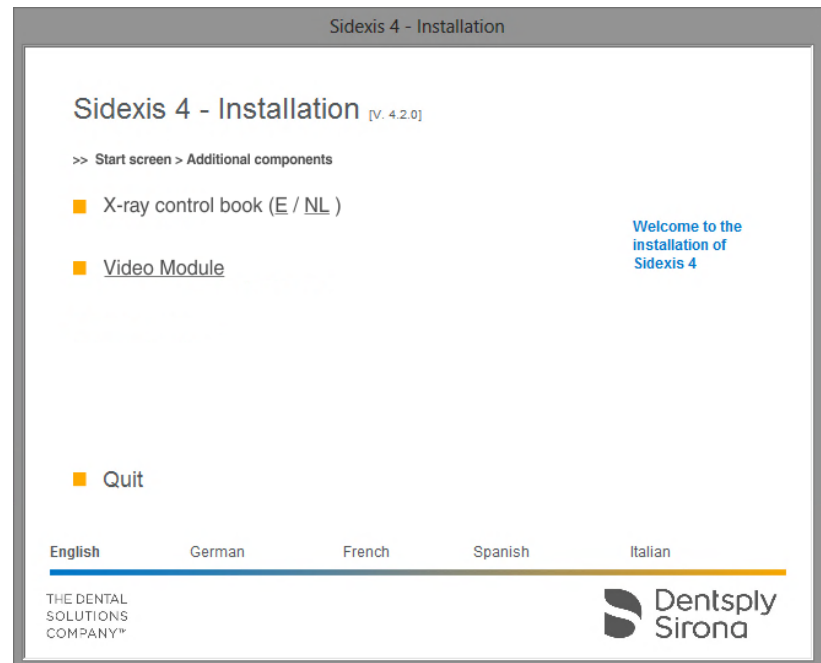 Sidexis 4 - Installation
Sidexis 4 - Installation [V. 4.2.0]
>> Start screen > Additional components
X-ray control book (E / NL )
Welcome to the
installation of
Sidexis 4
Video Module
Quit
English German French Spanish Italian
THE DENTAL
SOLUTIONS
COMPANY™
Dentsply
Sirona